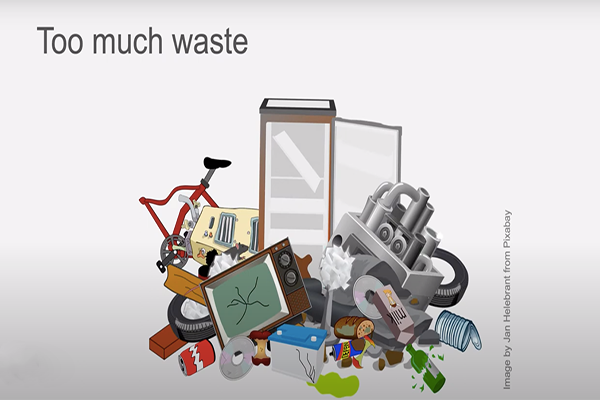 Too much waste
Image by Jan Helebrant from Pixabay